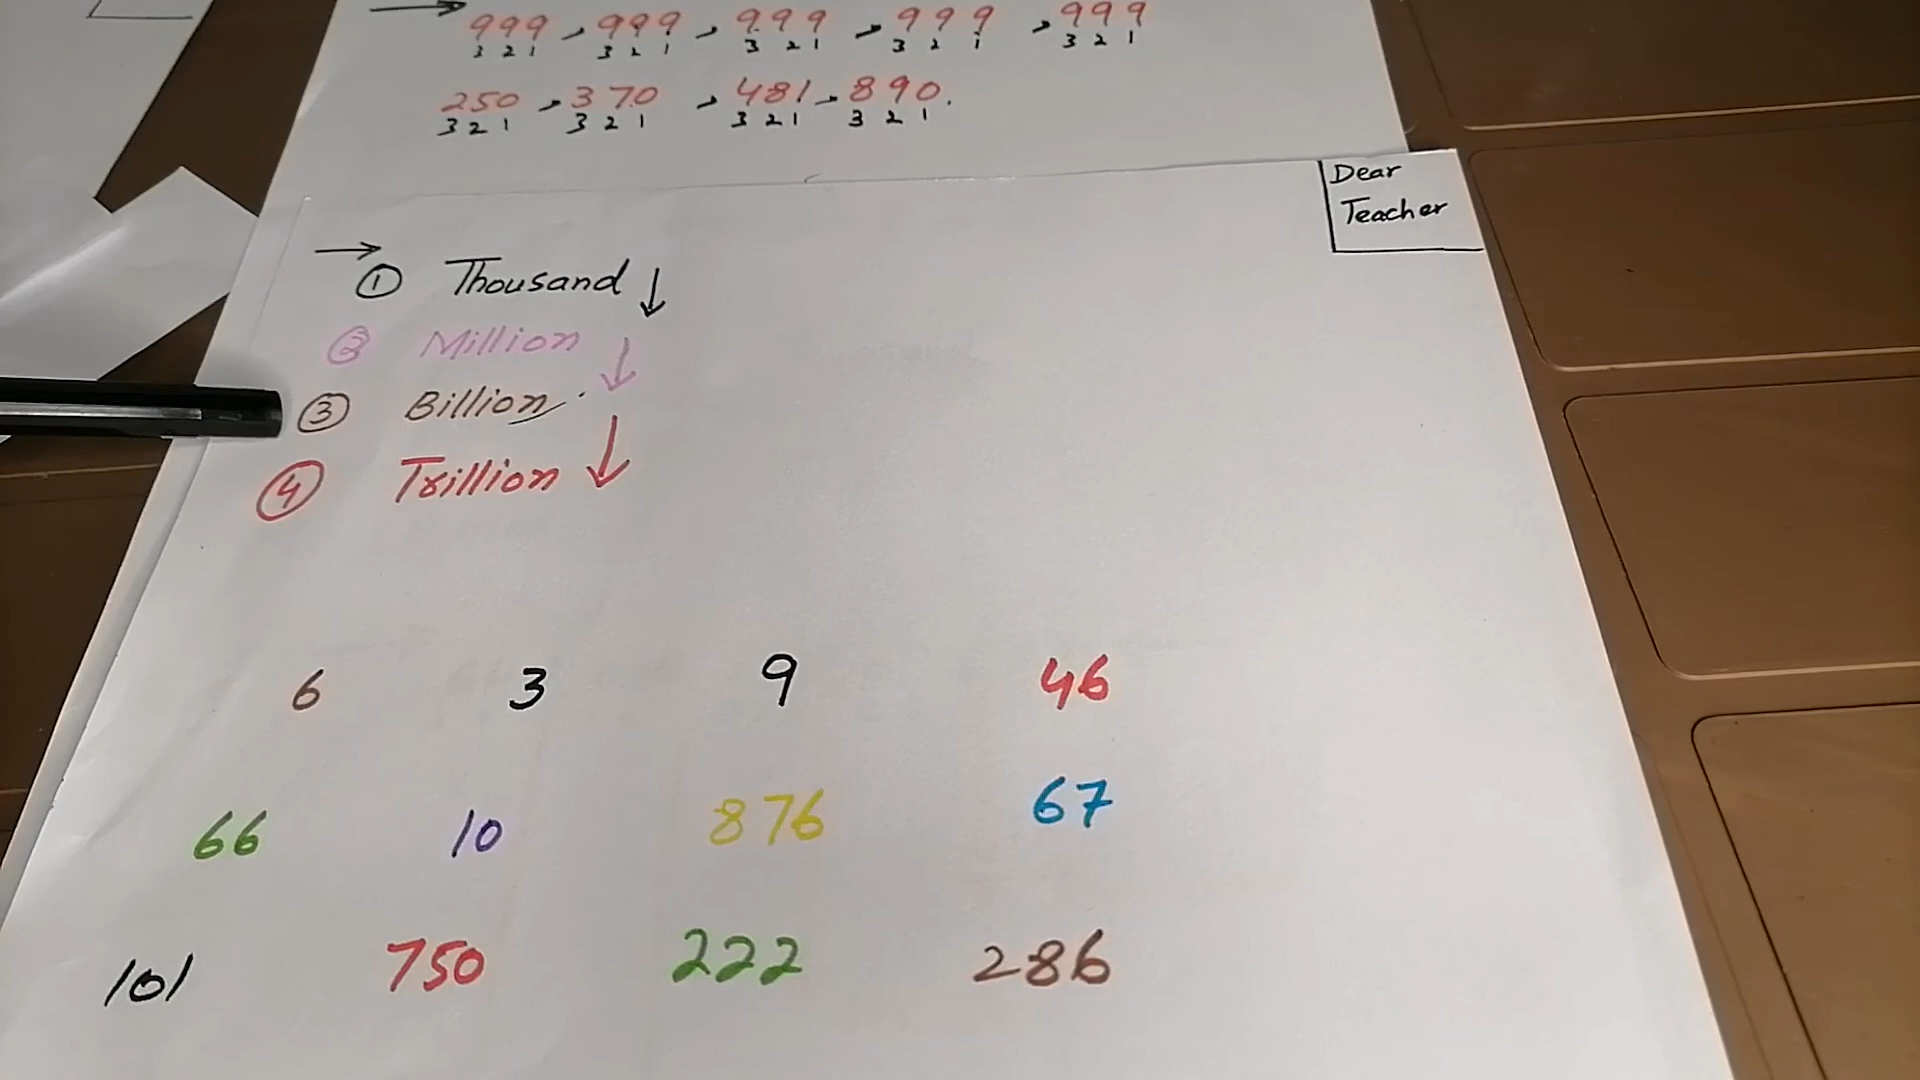 → 999 , 999 , 999 , 999 , 999
3 2 1 3 2 1 3 2 1 3 2 1 3 2 1
250 , 370 , 481 , 890.
3 2 1 3 2 1 3 2 1 3 2 1
Dear
Teacher
→
① Thousand ↓
② Million ↓
③ Billion
④ Trillion ↓
6 3 9 46
66 10 876 67
101 750 222 286